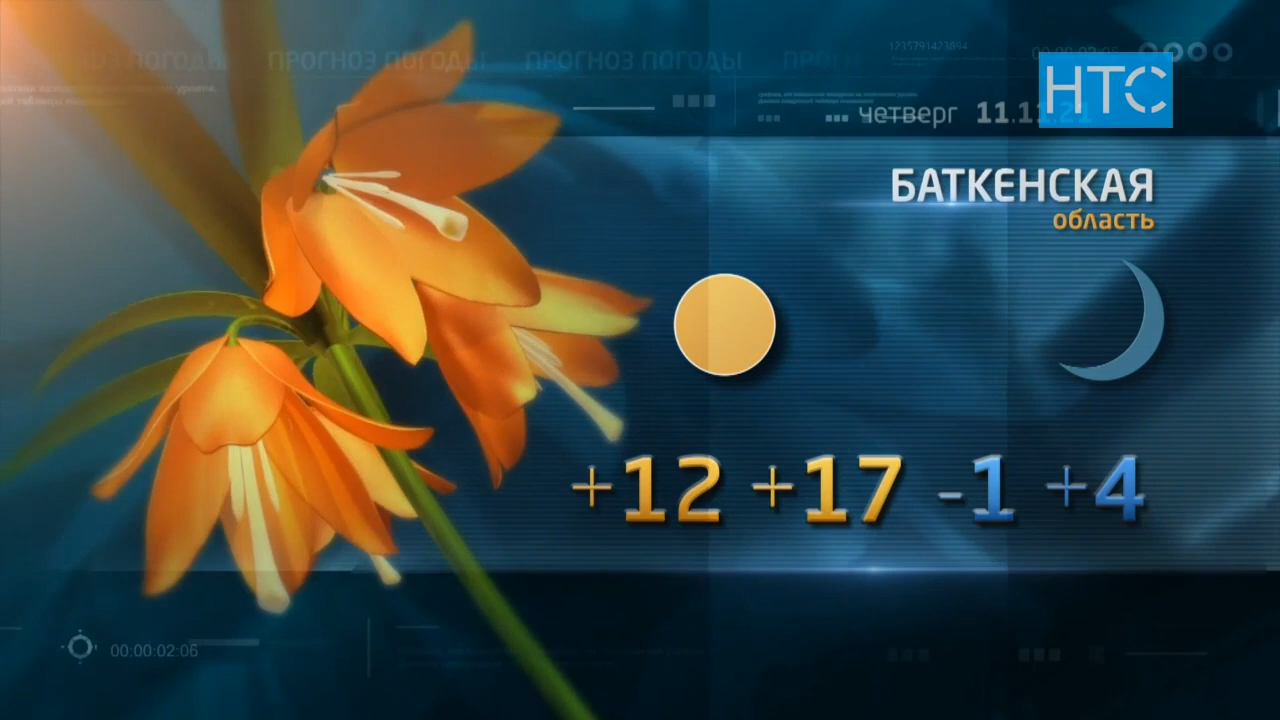 ПРОГНОЗ ПОГОДЫ ПРОГНОЗ ПОГОДЫ
1235791423894
НТС
четверг 11.11.21
БАТКЕНСКАЯ
область
+12 +17 -1 +4
00:00:02:06